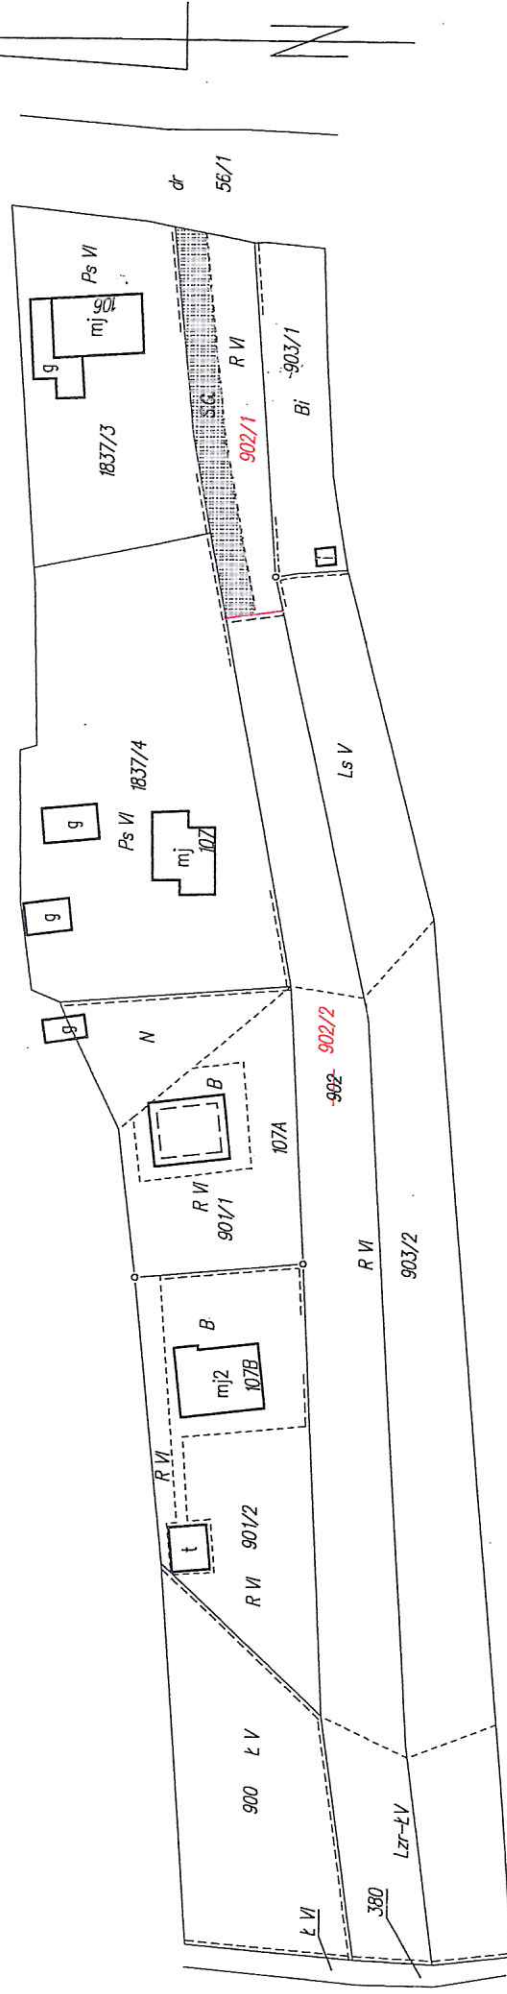 N
dr
56/1
Ps VI
g
mj
106
1837/3
S.G.
R VI
902/1
903/1
Bi
i
1837/4
Ps VI
g
mj
107
g
Ls V
g
N
B
R VI
901/1
107A
902/2
902
R VI
903/2
B
mj2
107B
R VI
t
901/2
R VI
900 Ł V
Ł VI
380
Lzr-ŁV